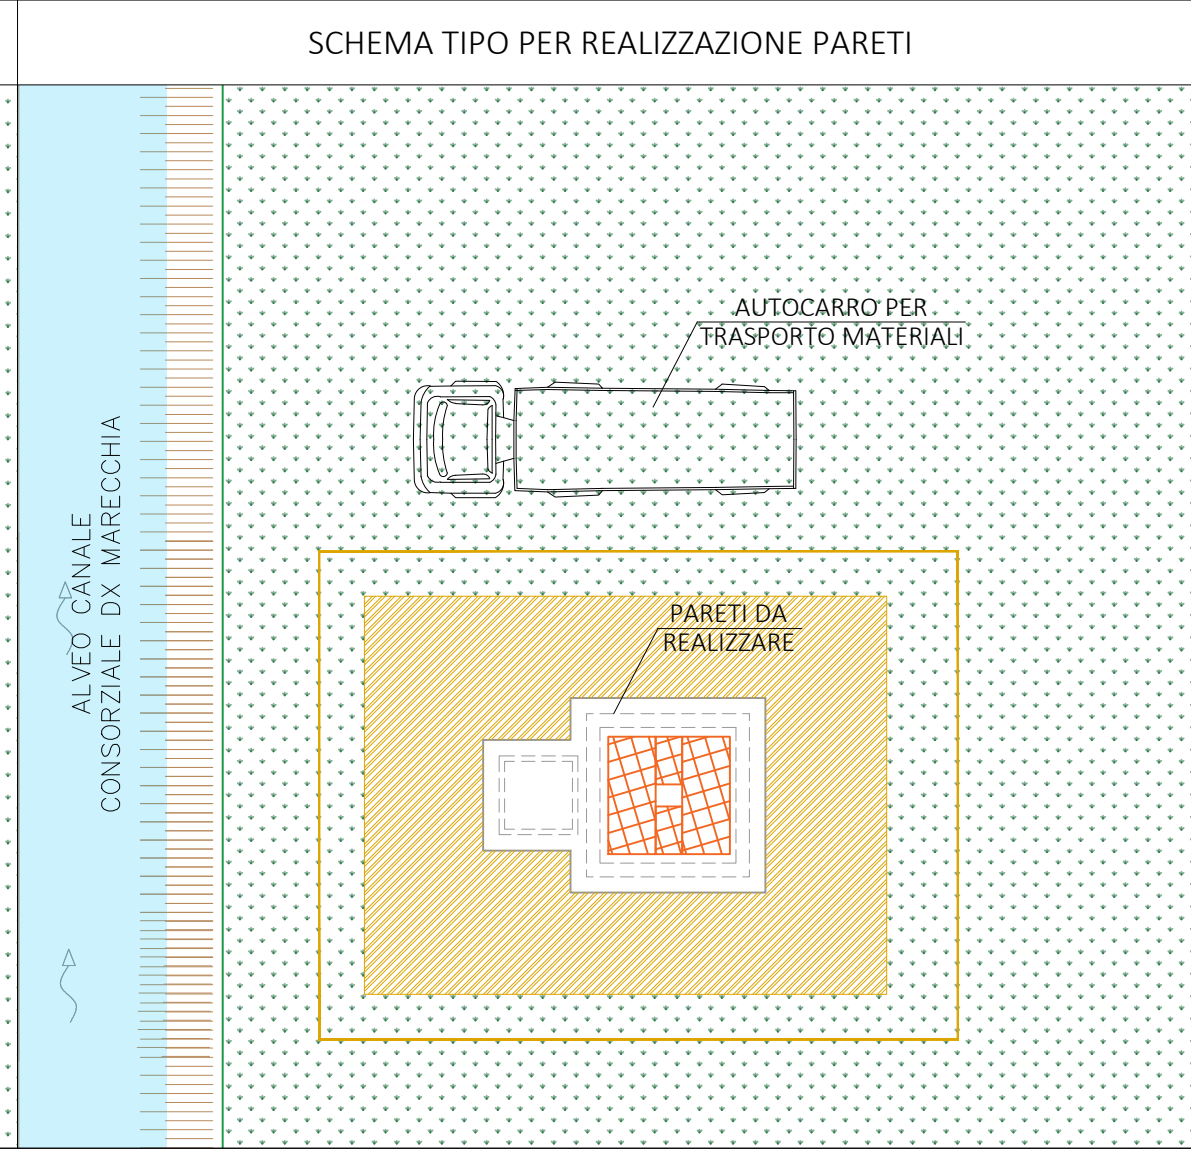 SCHEMA TIPO PER REALIZZAZIONE PARETI
AUTOCARRO PER
TRASPORTO MATERIALI
ALVEO CANALE
CONSORZIALE DX MARECCHIA
PARETI DA
REALIZZARE